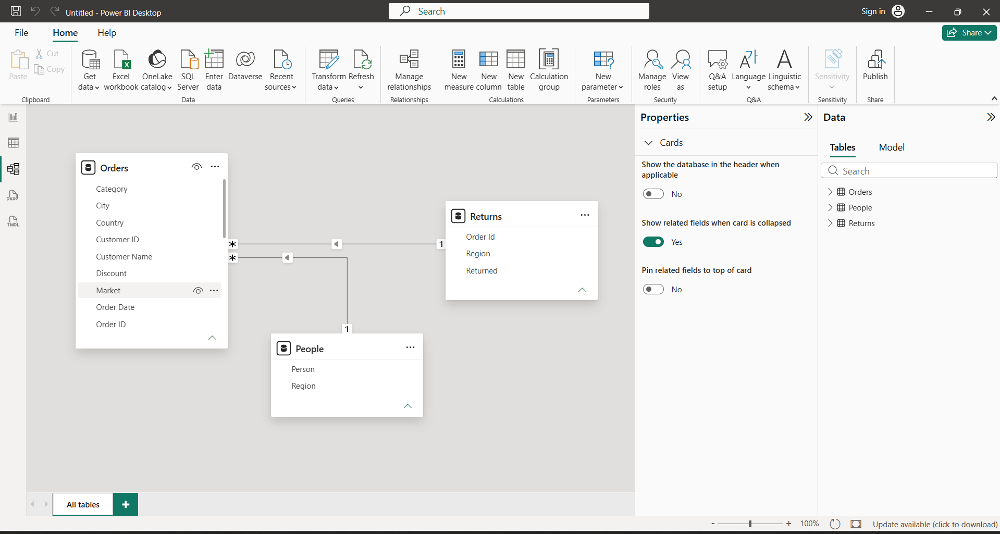 Untitled - Power BI Desktop
Search
Sign in
File
Home
Help
Share
Paste
Cut
Copy
Clipboard
Get data
Excel workbook
OneLake catalog
SQL Server
Enter data
Dataverse
Recent sources
Data
Transform data
Refresh
Queries
Manage relationships
Relationships
New measure
New column
New table
Calculation group
Calculations
New parameter
Parameters
Manage roles
View as
Security
Q&A setup
Language
Linguistic schema
Q&A
Sensitivity
Sensitivity
Publish
Share
DAX
TMDL
Orders
Category
City
Country
Customer ID
Customer Name
Discount
Market
Order Date
Order ID
*
1
*
1
Returns
Order Id
Region
Returned
People
Person
Region
Properties
Cards
Show the database in the header when
applicable
No
Show related fields when card is collapsed
Yes
Pin related fields to top of card
No
Data
Tables
Model
Search
Orders
People
Returns
All tables
+
- + 100%
Update available (click to download)